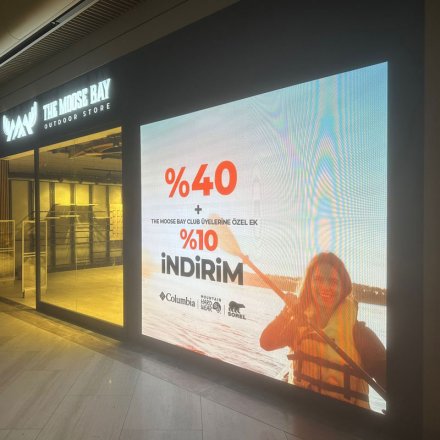 THE MOOSE BAY
OUTDOOR STORE
%40
+
THE MOOSE BAY CLUB ÜYELERİNE ÖZEL EK
%10
İNDİRİM
Columbia
MOUNTAIN
HARD
WEAR
SOREL